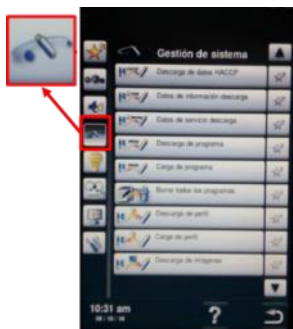 Gestión de sistema
Descarga de datos HACCP
Datos de información descarga
Datos de servicio descarga
Descarga de programa
Carga de programa
Borrar todos los programas
Descarga de perfil
Carga de perfil
Descarga de imágenes
10:31 am
?